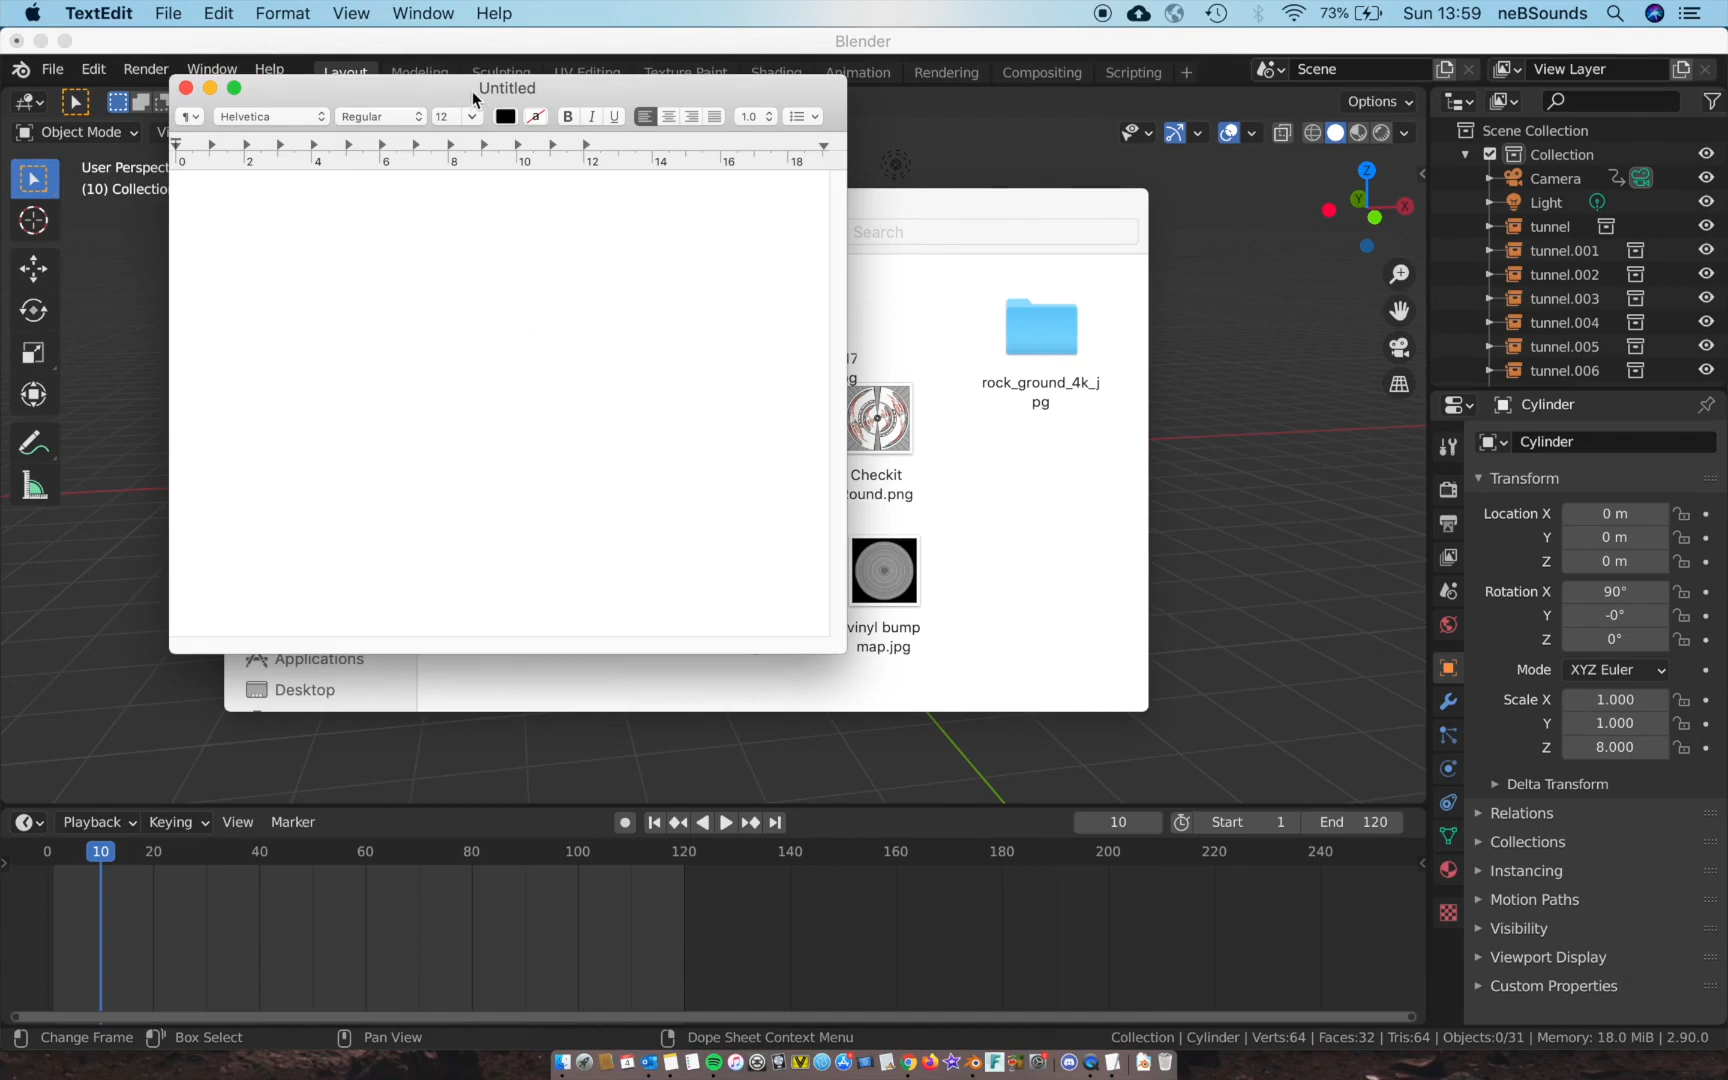 TextEdit File Edit Format View Window Help 73% Sun 13:59 neBSounds
Blender
File Edit Render Window Help Layout Modeling Sculpting UV Editing Texture Paint Shading Animation Rendering Compositing Scripting + Scene View Layer
Untitled
Options
Helvetica Regular 12 a B I U 1.0
Object Mode
0 2 4 6 8 10 12 14 16 18
User Perspect
(10) Collectio
Z
Y
X
Search
rock_ground_4k_j
pg
Checkit
ound.png
vinyl bump
map.jpg
Applications
Desktop
Scene Collection
Collection
Camera
Light
tunnel
tunnel.001
tunnel.002
tunnel.003
tunnel.004
tunnel.005
tunnel.006
Cylinder
Cylinder
Transform
Location X 0 m
Y 0 m
Z 0 m
Rotation X 90°
Y -0°
Z 0°
Mode XYZ Euler
Scale X 1.000
Y 1.000
Z 8.000
Delta Transform
Relations
Collections
Instancing
Motion Paths
Visibility
Viewport Display
Custom Properties
Playback Keying View Marker 10 Start 1 End 120
0 10 20 40 60 80 100 120 140 160 180 200 220 240
Change Frame Box Select Pan View Dope Sheet Context Menu Collection | Cylinder | Verts:64 | Faces:32 | Tris:64 | Objects:0/31 | Memory: 18.0 MiB | 2.90.0